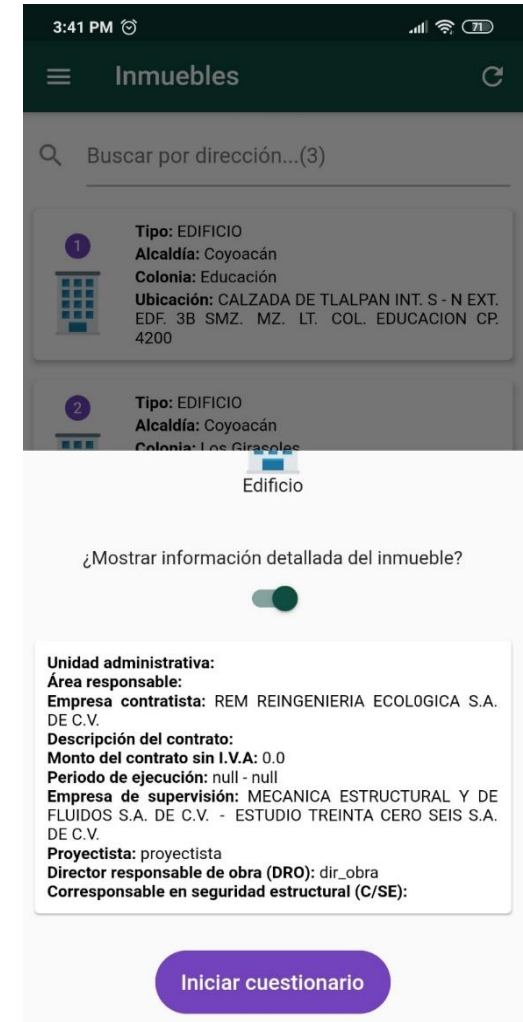 3:41 PM
71
Inmuebles
Buscar por dirección...(3)
1
Tipo: EDIFICIO
Alcaldía: Coyoacán
Colonia: Educación
Ubicación: CALZADA DE TLALPAN INT. S - N EXT.
EDF. 3B SMZ. MZ. LT. COL. EDUCACION CP.
4200
2
Tipo: EDIFICIO
Alcaldía: Coyoacán
Colonia: Los Girasoles
Edificio
¿Mostrar información detallada del inmueble?
Unidad administrativa:
Área responsable:
Empresa contratista: REM REINGENIERIA ECOL0GICA S.A.
DE C.V.
Descripción del contrato:
Monto del contrato sin I.V.A: 0.0
Periodo de ejecución: null - null
Empresa de supervisión: MECANICA ESTRUCTURAL Y DE
FLUIDOS S.A. DE C.V. - ESTUDIO TREINTA CERO SEIS S.A.
DE C.V.
Proyectista: proyectista
Director responsable de obra (DRO): dir_obra
Corresponsable en seguridad estructural (C/SE):
Iniciar cuestionario